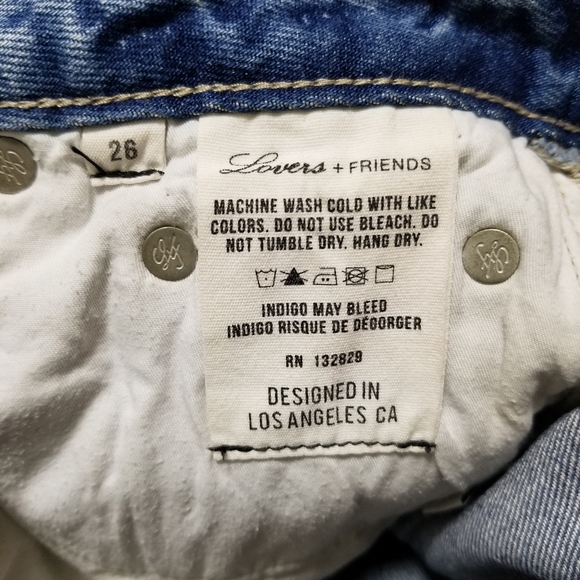 26
Lovers + FRIENDS
MACHINE WASH COLD WITH LIKE
COLORS. DO NOT USE BLEACH. DO
NOT TUMBLE DRY. HANG DRY.
INDIGO MAY BLEED
INDIGO RISQUE DE DÉGORGER
RN 132829
DESIGNED IN
LOS ANGELES CA